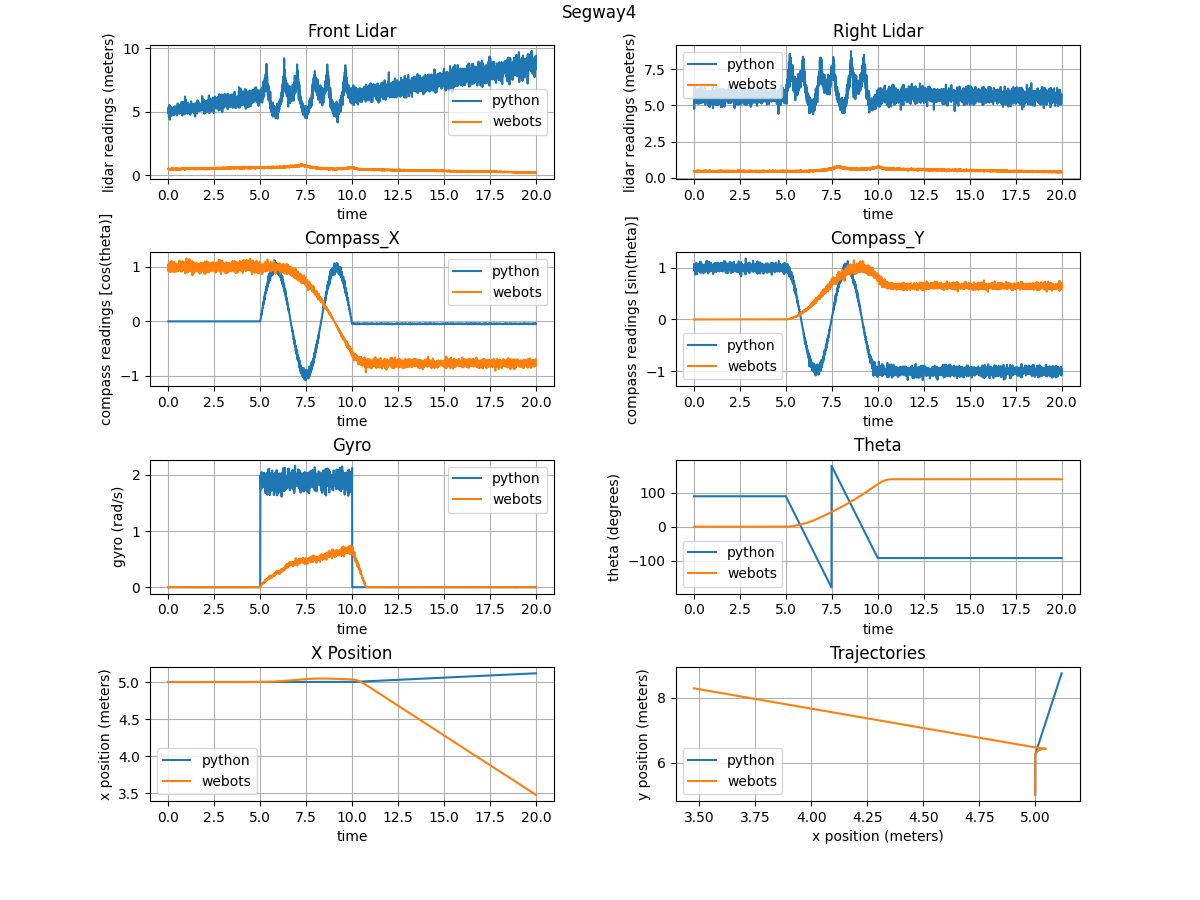 Segway4
Front Lidar
lidar readings (meters)
10
5
0
python
webots
0.0 2.5 5.0 7.5 10.0 12.5 15.0 17.5 20.0
time
Right Lidar
lidar readings (meters)
7.5
5.0
2.5
0.0
python
webots
0.0 2.5 5.0 7.5 10.0 12.5 15.0 17.5 20.0
time
Compass_X
compass readings [cos(theta)]
1
0
−1
python
webots
0.0 2.5 5.0 7.5 10.0 12.5 15.0 17.5 20.0
time
Compass_Y
compass readings [sin(theta)]
1
0
−1
python
webots
0.0 2.5 5.0 7.5 10.0 12.5 15.0 17.5 20.0
time
Gyro
gyro (rad/s)
2
1
0
python
webots
0.0 2.5 5.0 7.5 10.0 12.5 15.0 17.5 20.0
time
Theta
theta (degrees)
100
0
−100
python
webots
0.0 2.5 5.0 7.5 10.0 12.5 15.0 17.5 20.0
time
X Position
x position (meters)
5.0
4.5
4.0
3.5
python
webots
0.0 2.5 5.0 7.5 10.0 12.5 15.0 17.5 20.0
time
Trajectories
y position (meters)
8
6
python
webots
3.50 3.75 4.00 4.25 4.50 4.75 5.00
x position (meters)